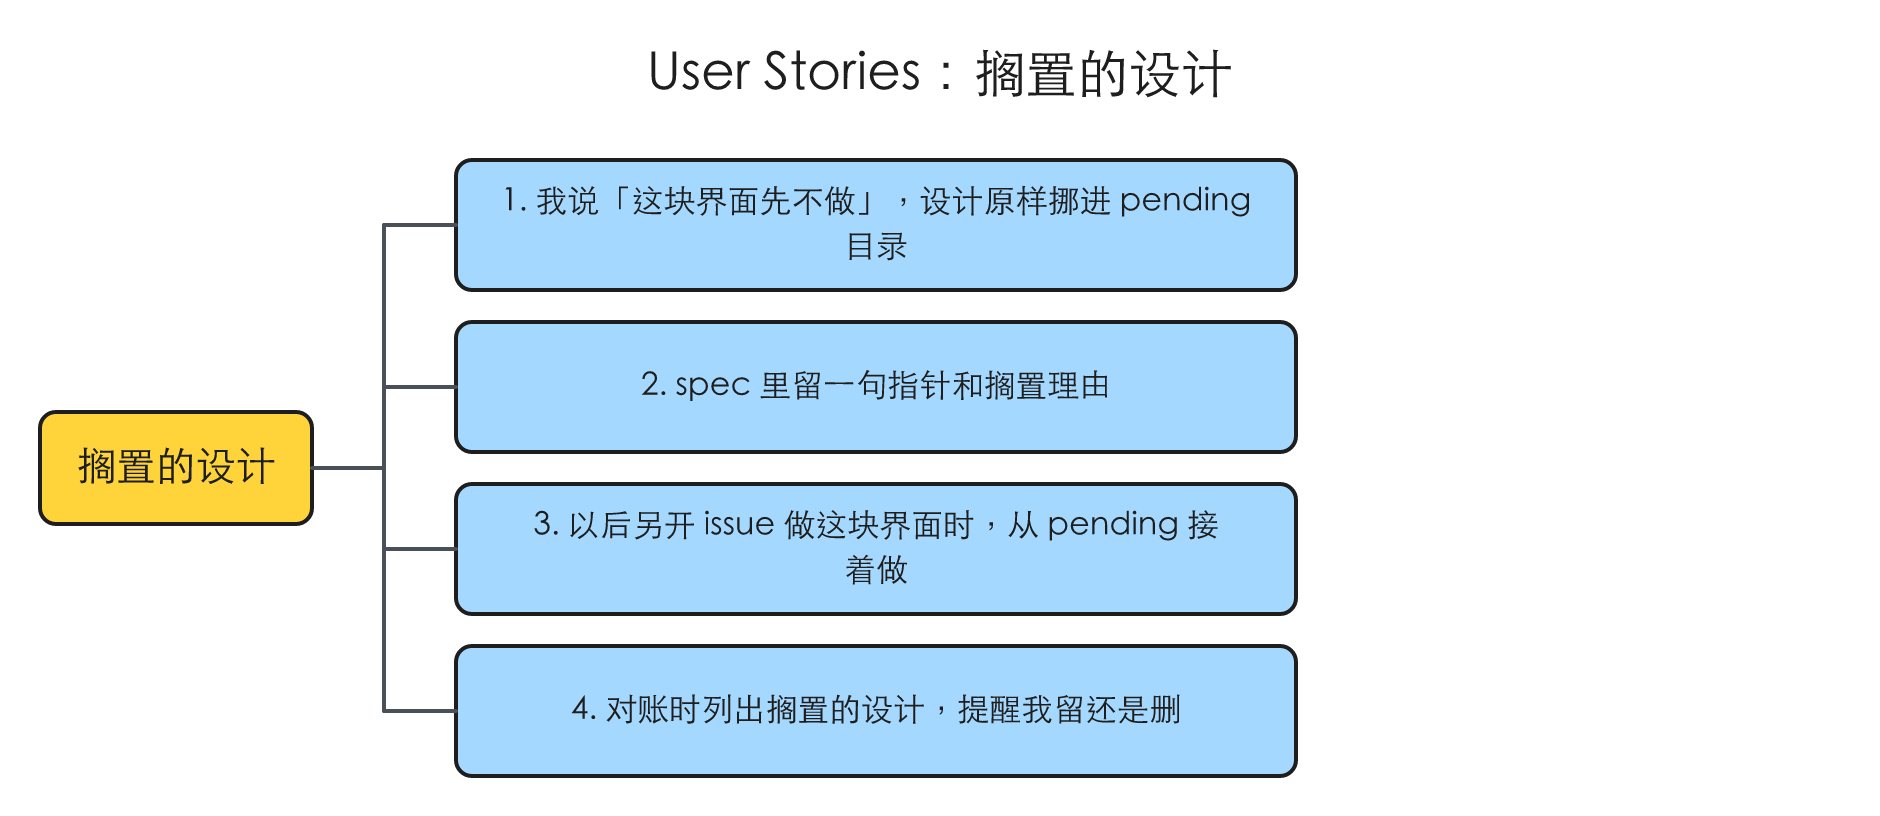 User Stories：搁置的设计
1. 我说「这块界面先不做」，设计原样挪进 pending
目录
2. spec 里留一句指针和搁置理由
搁置的设计
3. 以后另开 issue 做这块界面时，从 pending 接
着做
4. 对账时列出搁置的设计，提醒我留还是删